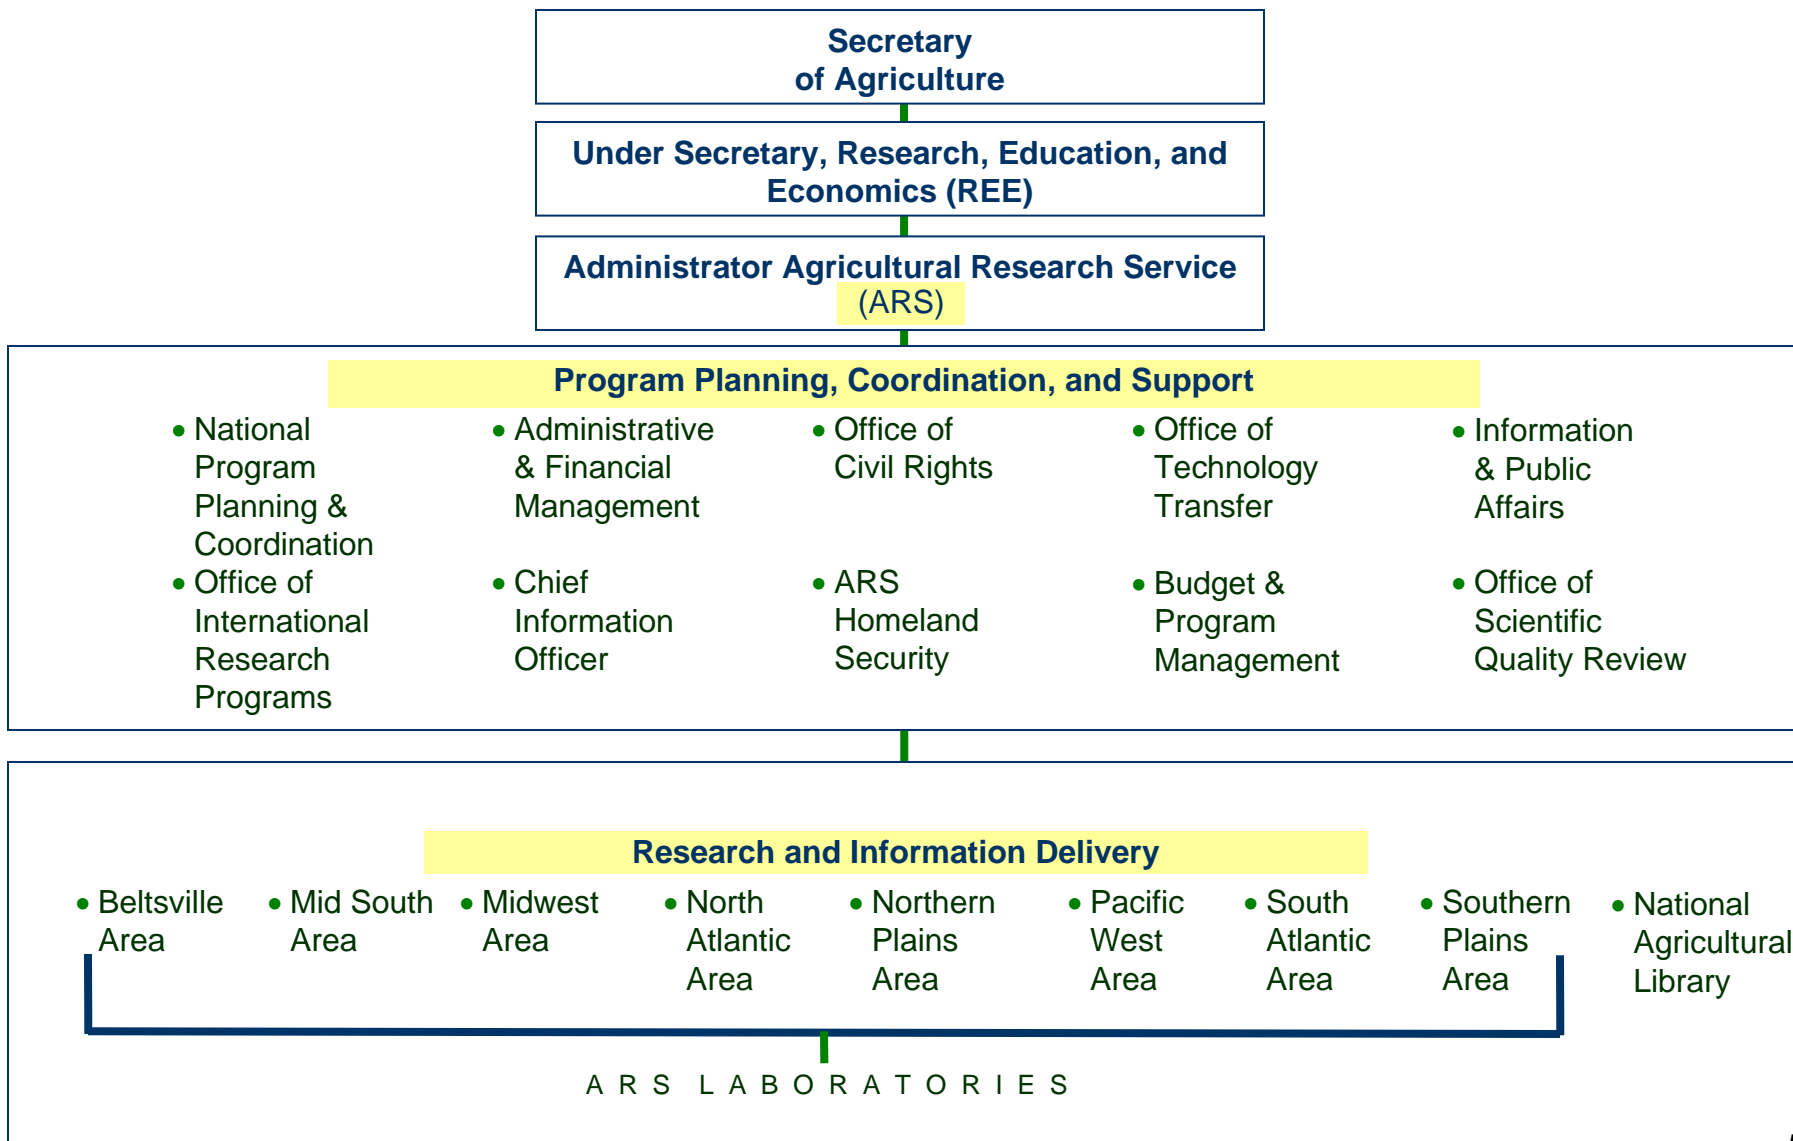 Secretary
of Agriculture
Under Secretary, Research, Education, and
Economics (REE)
Administrator Agricultural Research Service
(ARS)
Program Planning, Coordination, and Support
• National
Program
Planning &
Coordination
• Administrative
& Financial
Management
• Office of
Civil Rights
• Office of
Technology
Transfer
• Information
& Public
Affairs
• Office of
International
Research
Programs
• Chief
Information
Officer
• ARS
Homeland
Security
• Budget &
Program
Management
• Office of
Scientific
Quality Review
Research and Information Delivery
• Beltsville
Area
• Mid South
Area
• Midwest
Area
• North
Atlantic
Area
• Northern
Plains
Area
• Pacific
West
Area
• South
Atlantic
Area
• Southern
Plains
Area
• National
Agricultural
Library
A R S L A B O R A T O R I E S